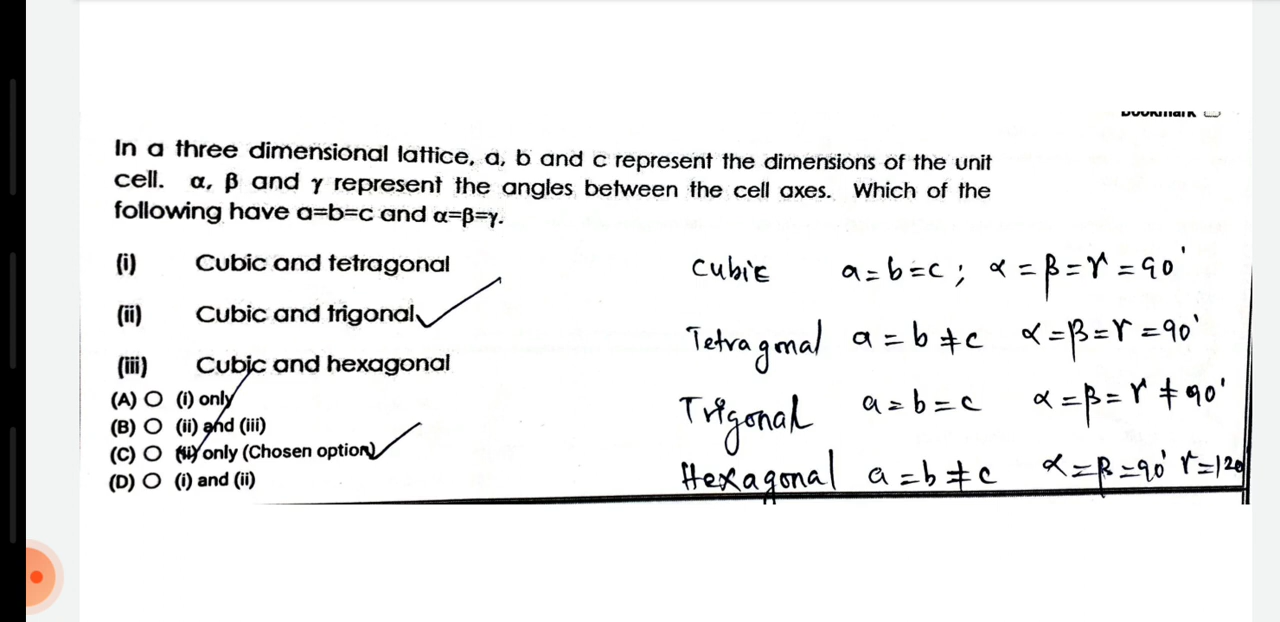 In a three dimensional lattice, a, b and c represent the dimensions of the unit
cell. α, β and γ represent the angles between the cell axes. Which of the
following have a=b=c and α=β=γ.
(i) Cubic and tetragonal
(ii) Cubic and trigonal
(iii) Cubic and hexagonal
(A) (i) only
(B) (ii) and (iii)
(C) (ii) only (Chosen option)
(D) (i) and (ii)
Cubic a=b=c; α=β=γ=90'
Tetragonal a=b≠c α=β=γ=90'
Trigonal a=b=c α=β=γ≠90'
Hexagonal a=b≠c α=β=90' γ=120